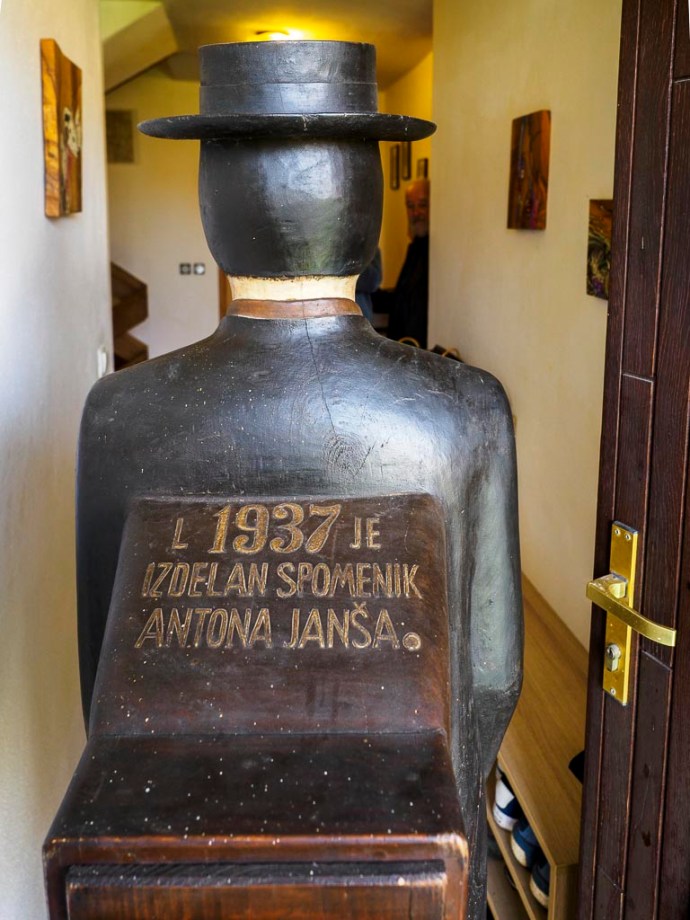 L 1937 JE
IZDELAN SPOMENIK
ANTONA JANŠA.